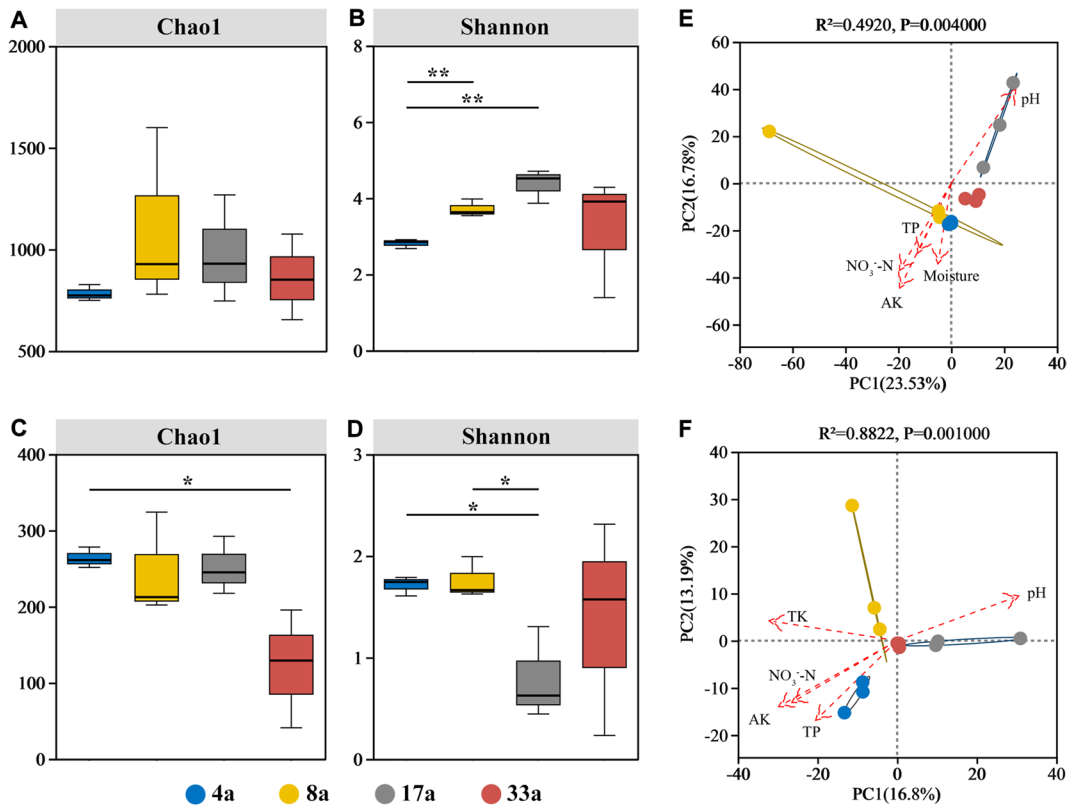 A
Chao1
2000
1500
1000
500
B
Shannon
8
6
4
2
0
**
**
E
R²=0.4920, P=0.004000
60
40
20
0
-20
-40
-60
PC2(16.78%)
pH
TP
NO₃⁻-N
Moisture
AK
-80 -60 -40 -20 0 20 40
PC1(23.53%)
C
Chao1
400
300
200
100
0
*
D
Shannon
3
2
1
0
*
*
F
R²=0.8822, P=0.001000
40
30
20
10
0
-10
-20
PC2(13.19%)
pH
TK
NO₃⁻-N
AK
TP
-40 -20 0 20 40
PC1(16.8%)
4a 8a 17a 33a